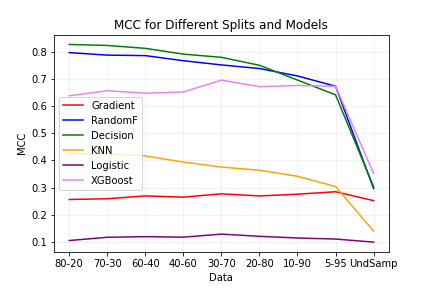 MCC for Different Splits and Models
MCC
0.8
0.7
0.6
0.5
0.4
0.3
0.2
0.1
Gradient
RandomF
Decision
KNN
Logistic
XGBoost
80-20 70-30 60-40 40-60 30-70 20-80 10-90 5-95 UndSamp
Data